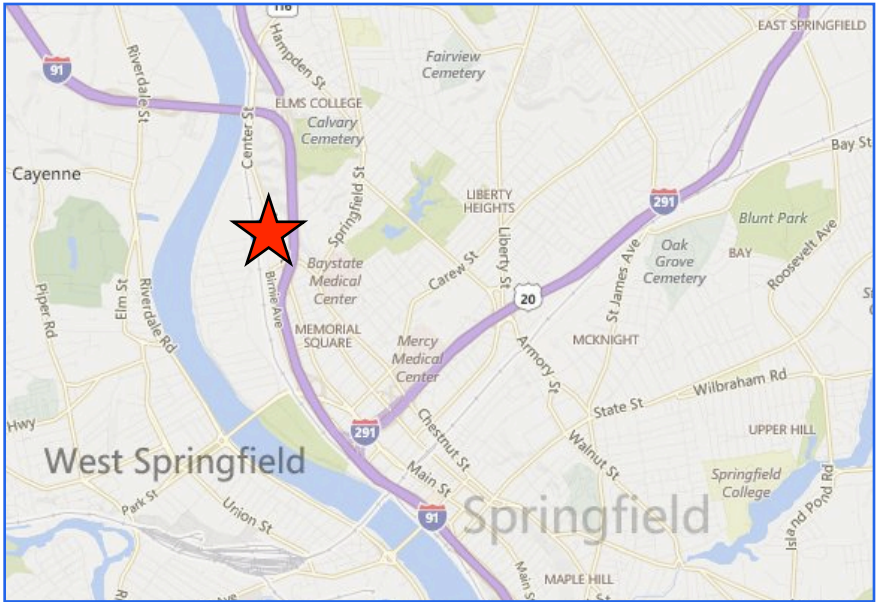 116
EAST SPRINGFIELD
Hampden St
Riverdale St
Fairview
Cemetery
91
ELMS COLLEGE
Calvary
Cemetery
Center St
Bay St
Cayenne
LIBERTY
HEIGHTS
291
Springfield St
Blunt Park
Liberty St
Oak
Grove
Cemetery
BAY
Roosevelt Ave
St James Ave
Baystate
Medical
Center
Carew St
Birnie Ave
Elm St
Piper Rd
Riverdale Rd
20
MEMORIAL
SQUARE
Mercy
Medical
Center
MCKNIGHT
Armory St
Wilbraham Rd
State St
Hwy
291
Chestnut St
UPPER HILL
Walnut St
West Springfield
Main St
Springfield
College
Island Pond Rd
Park St
Union St
91
Springfield
Main St
MAPLE HILL